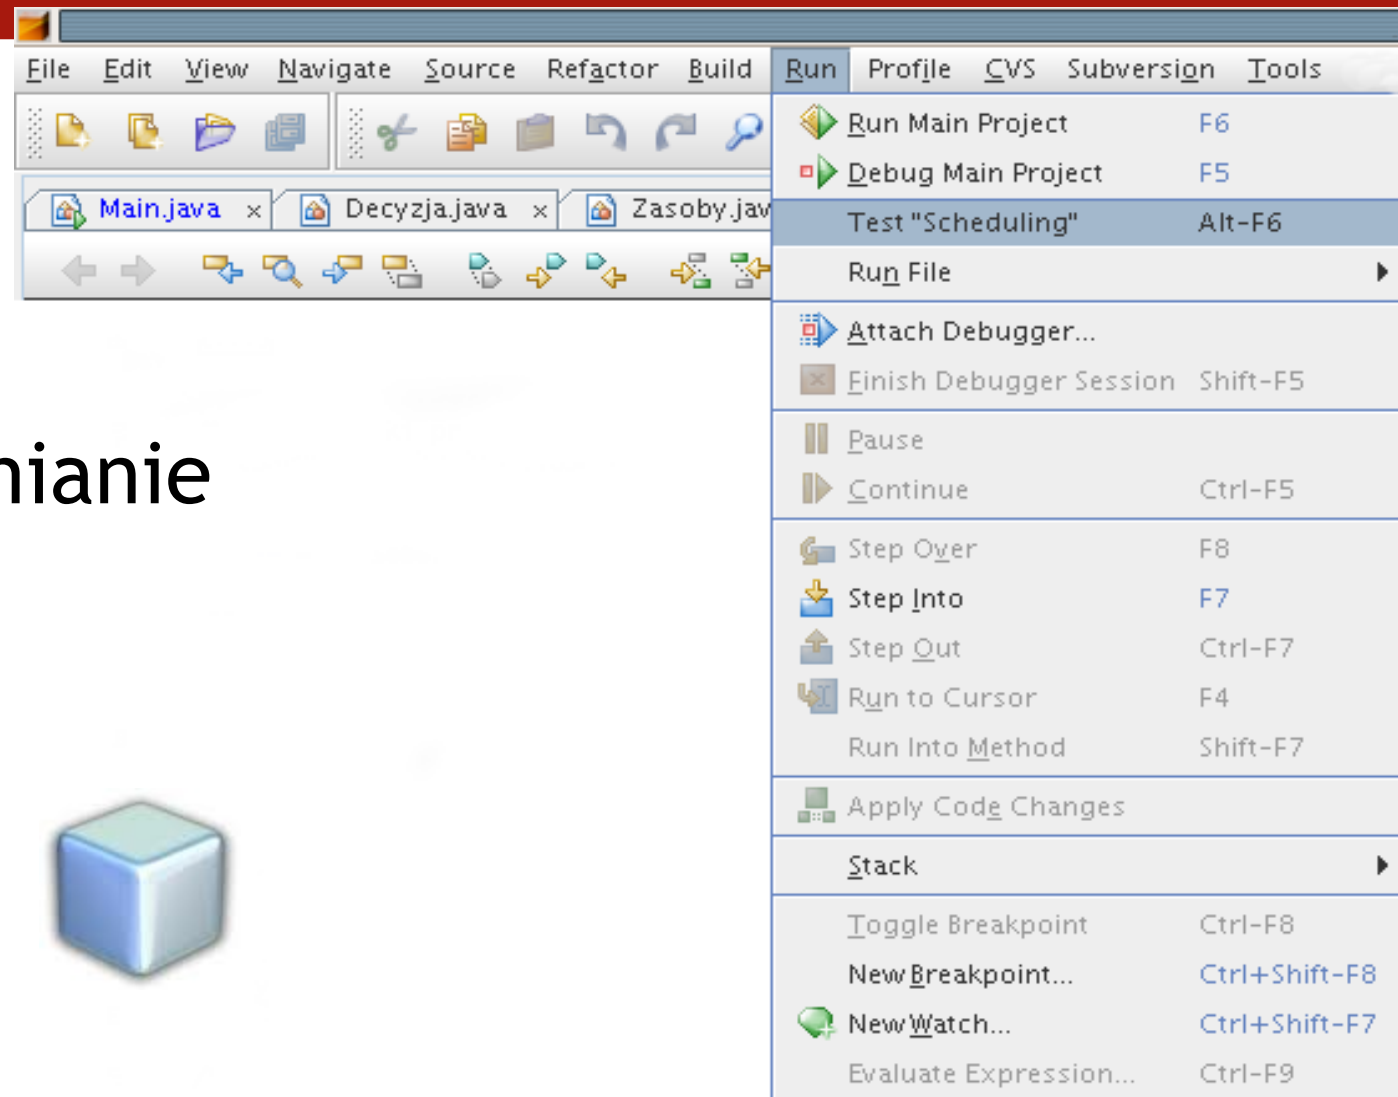 File Edit View Navigate Source Refactor Build Run Profile CVS Subversion Tools
Run Main Project F6
Debug Main Project F5
Main.java Decyzja.java Zasoby.jav
Test "Scheduling" Alt-F6
Run File
Attach Debugger...
Finish Debugger Session Shift-F5
Pause
nianie
Continue Ctrl-F5
Step Over F8
Step Into F7
Step Out Ctrl-F7
Run to Cursor F4
Run Into Method Shift-F7
Apply Code Changes
Stack
Toggle Breakpoint Ctrl-F8
New Breakpoint... Ctrl+Shift-F8
New Watch... Ctrl+Shift-F7
Evaluate Expression... Ctrl-F9